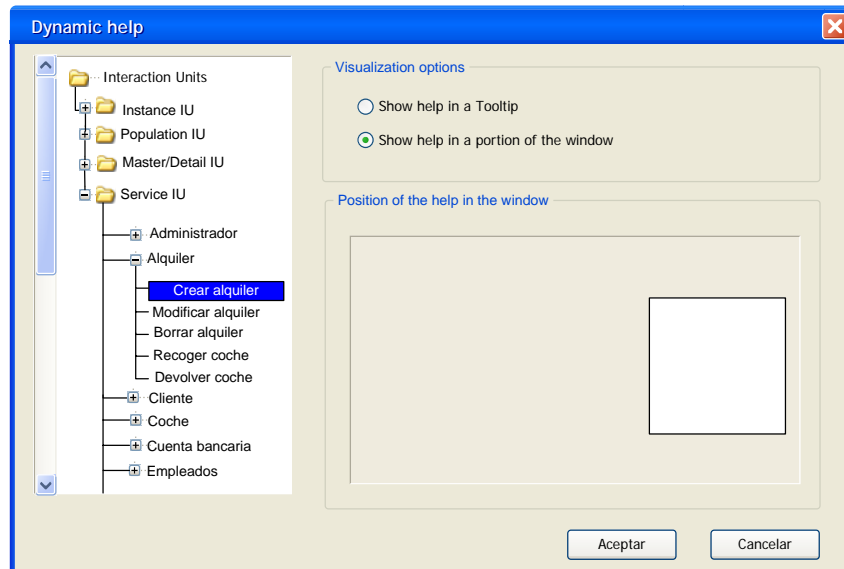 Dynamic help
Interaction Units
Instance IU
Population IU
Master/Detail IU
Service IU
Administrador
Alquiler
Crear alquiler
Modificar alquiler
Borrar alquiler
Recoger coche
Devolver coche
Cliente
Coche
Cuenta bancaria
Empleados
Visualization options
Show help in a Tooltip
Show help in a portion of the window
Position of the help in the window
Aceptar
Cancelar